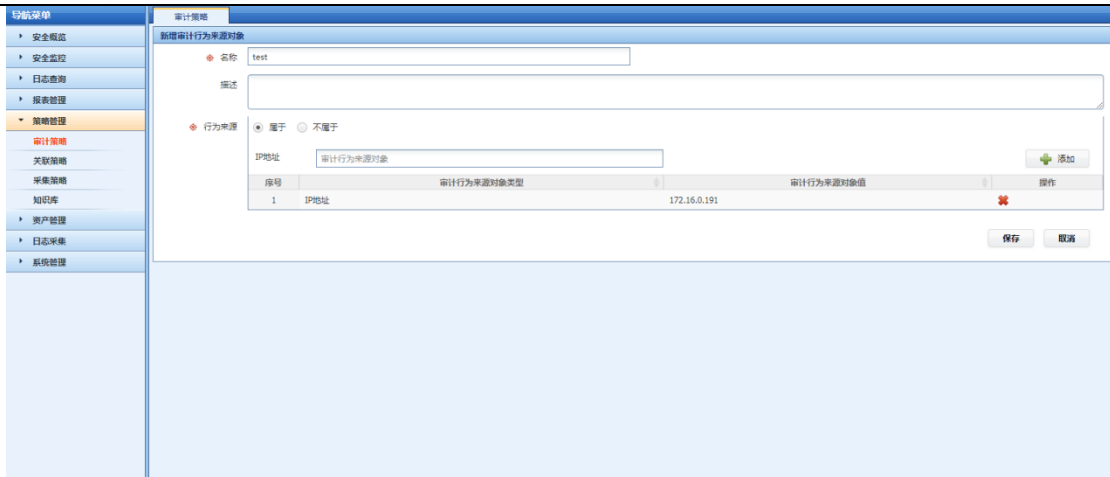 导航菜单
安全概览
安全监控
日志查询
报表管理
策略管理
审计策略
关联策略
采集策略
知识库
资产管理
日志采集
系统管理
审计策略
新增审计行为来源对象
名称 test
描述
行为来源 属于 不属于
IP地址 审计行为来源对象 添加
序号 审计行为来源对象类型 审计行为来源对象值 操作
1 IP地址 172.16.0.191
保存 取消